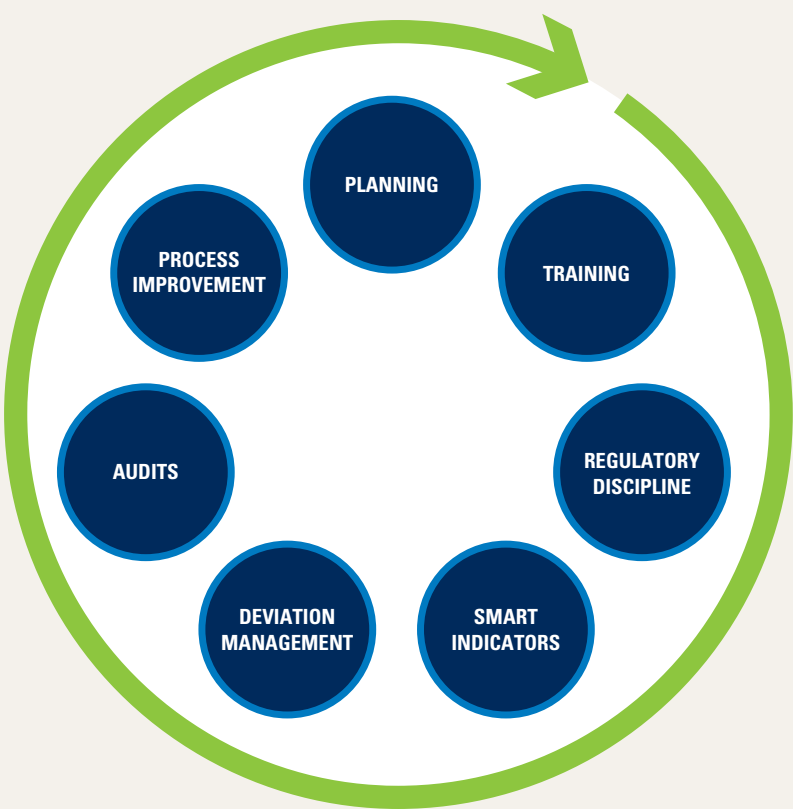 PLANNING
TRAINING
REGULATORY
DISCIPLINE
SMART
INDICATORS
DEVIATION
MANAGEMENT
AUDITS
PROCESS
IMPROVEMENT